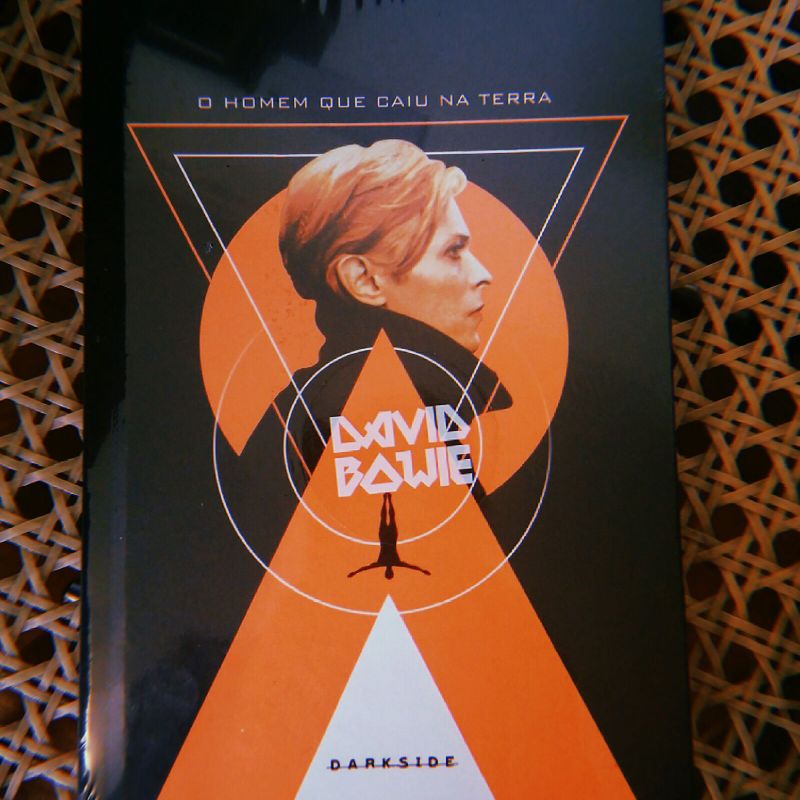 O HOMEM QUE CAIU NA TERRA
DAVID
BOWIE
DARKSIDE